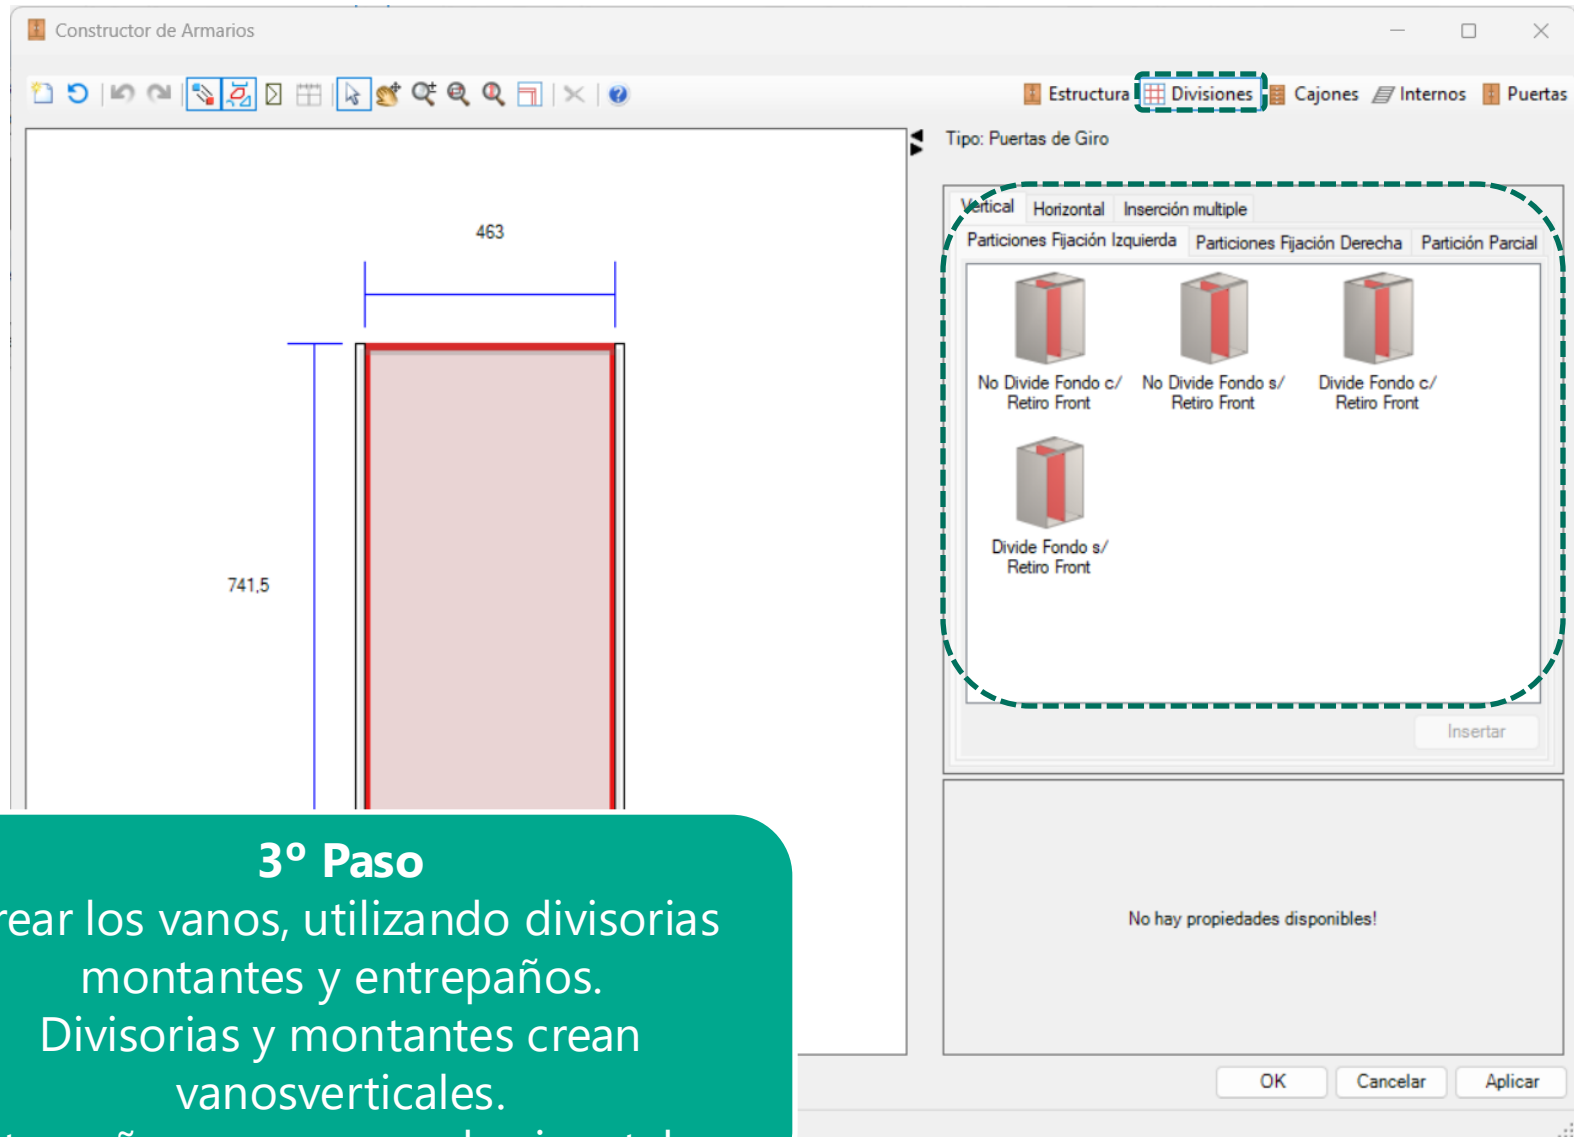 Constructor de Armarios
Estructura Divisiones Cajones Internos Puertas
Tipo: Puertas de Giro
Vertical Horizontal Inserción multiple
Particiones Fijación Izquierda Particiones Fijación Derecha Partición Parcial
No Divide Fondo c/
Retiro Front
No Divide Fondo s/
Retiro Front
Divide Fondo c/
Retiro Front
Divide Fondo s/
Retiro Front
Insertar
463
741,5
No hay propiedades disponibles!
3º Paso
rear los vanos, utilizando divisorias
montantes y entrepaños.
Divisorias y montantes crean
vanosverticales.
OK Cancelar Aplicar